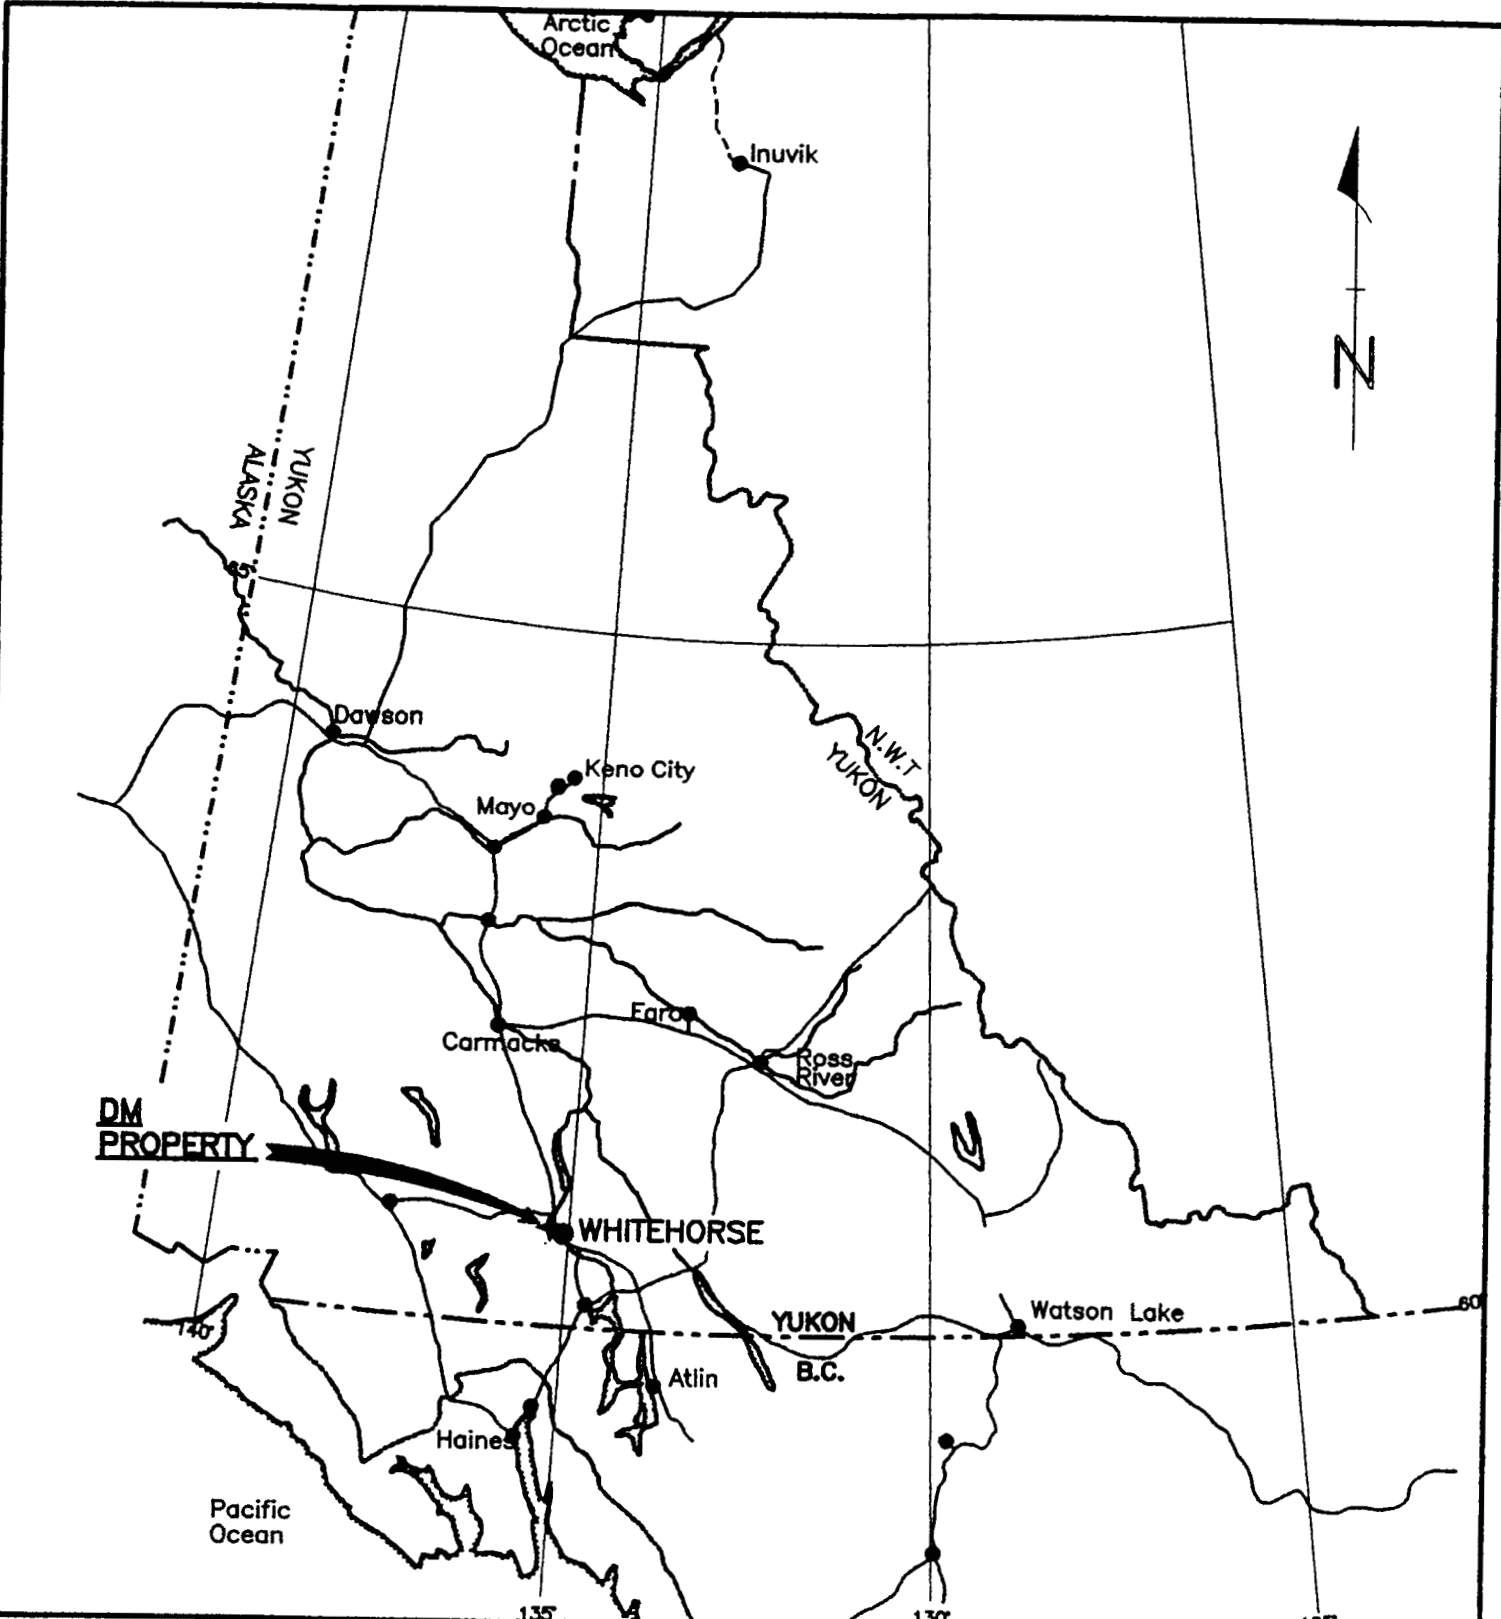 Arctic
Ocean
Inuvik
N
YUKON
ALASKA
65°
Dawson
Keno City
Mayo
N.W.T
YUKON
Faro
Carmacks
Ross
River
DM
PROPERTY
WHITEHORSE
60°
Watson Lake
YUKON
B.C.
140°
Atlin
Haines
Pacific
Ocean
135°
130°